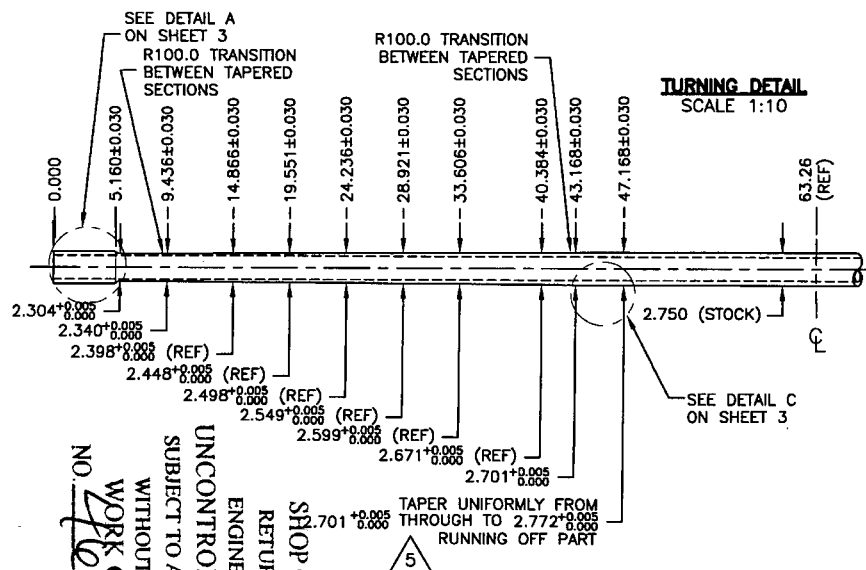 SEE DETAIL A
ON SHEET 3
R100.0 TRANSITION
BETWEEN TAPERED
SECTIONS
R100.0 TRANSITION
BETWEEN TAPERED
SECTIONS
TURNING DETAIL
SCALE 1:10
0.000
5.160±0.030
9.436±0.030
14.866±0.030
19.551±0.030
24.236±0.030
28.921±0.030
33.606±0.030
40.384±0.030
43.168±0.030
47.168±0.030
63.26
(REF)
2.304 +0.005 0.000
2.340 +0.005 0.000
2.398 +0.005 0.000 (REF)
2.448 +0.005 0.000 (REF)
2.498 +0.005 0.000 (REF)
2.549 +0.005 0.000 (REF)
2.599 +0.005 0.000 (REF)
2.671 +0.005 0.000 (REF)
2.701 +0.005 0.000
2.750 (STOCK)
SEE DETAIL C
ON SHEET 3
TAPER UNIFORMLY FROM
2.701 +0.005 0.000 THROUGH TO 2.772 +0.005 0.000
RUNNING OFF PART
5
SHOP
RETU
ENGINE
UNCONTRO
SUBJECT TO A
WITHOUT
WORK
NO.